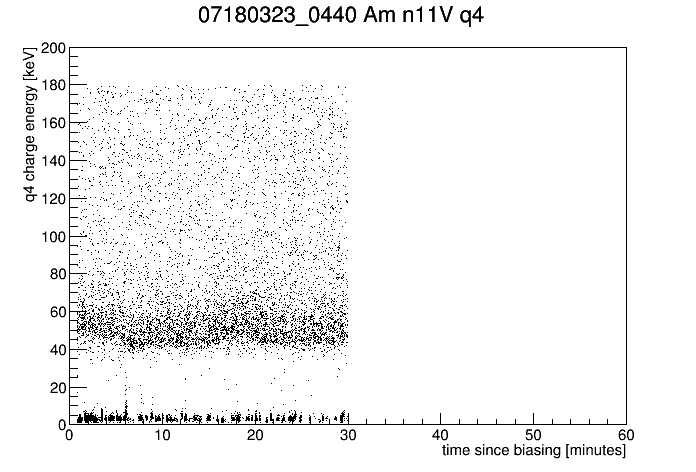 07180323_0440 Am n11V q4
q4 charge energy [keV]
200
180
160
140
120
100
80
60
40
20
0
0 10 20 30 40 50 60
time since biasing [minutes]